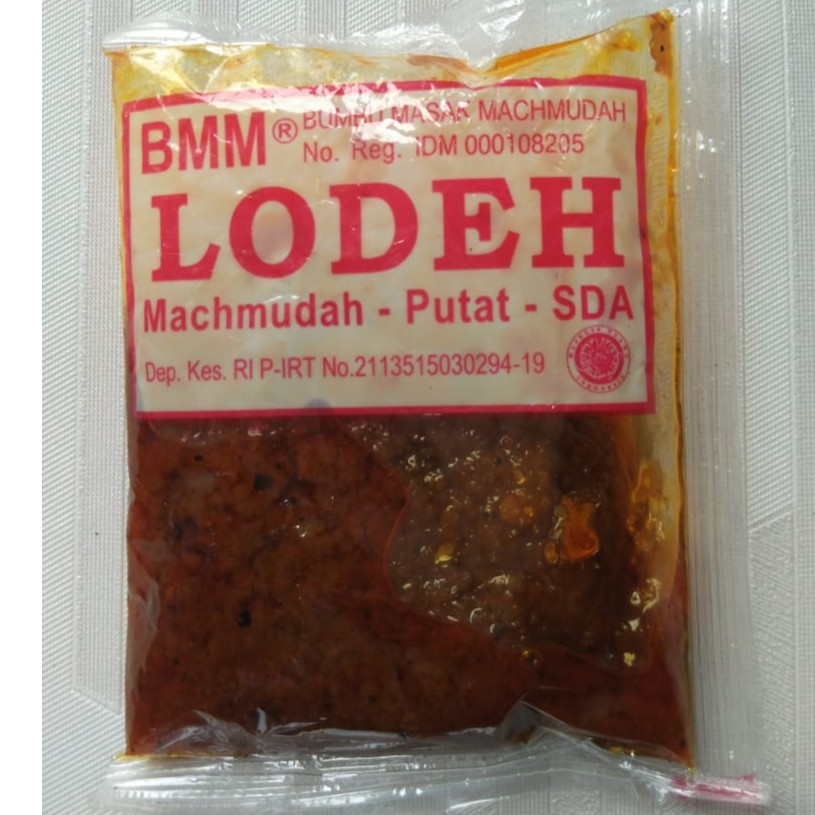 BMM® BUMBU MASAK MACHMUDAH
No. Reg. IDM 000108205
LODEH
Machmudah - Putat - SDA
Dep. Kes. RI P-IRT No.2113515030294-19